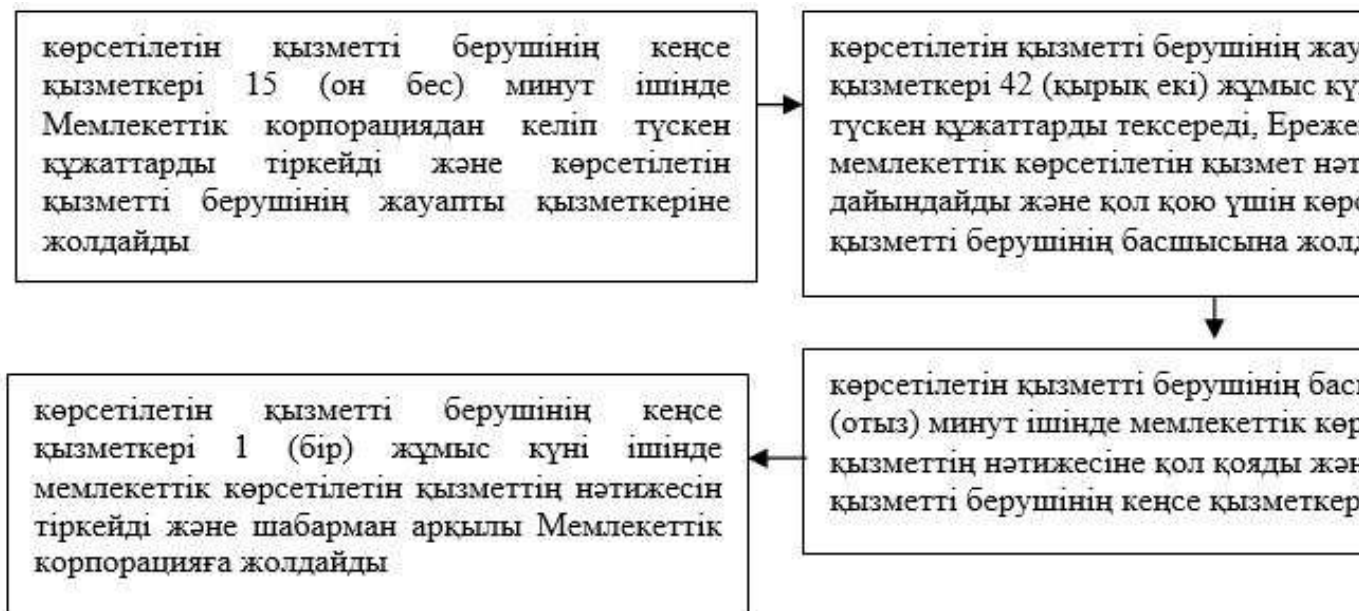 көрсетілетін қызметті берушінің кеңсе
қызметкері 15 (он бес) минут ішінде
Мемлекеттік корпорациядан келіп түскен
құжаттарды тіркейді және көрсетілетін
қызметті берушінің жауапты қызметкеріне
жолдайды
көрсетілетін қызметті берушінің
қызметкері 42 (қырық екі) жұмыс
түскен құжаттарды тексереді,
мемлекеттік көрсетілетін қызмет
дайындайды және қол қою үшін
қызметті берушінің басшысына
көрсетілетін қызметті берушінің
(отыз) минут ішінде мемлекеттік
қызметтің нәтижесіне қол қояды
қызметті берушінің кеңсе
көрсетілетін қызметті берушінің кеңсе
қызметкері 1 (бір) жұмыс күні ішінде
мемлекеттік көрсетілетін қызметтің нәтижесін
тіркейді және шабарман арқылы Мемлекеттік
корпорацияға жолдайды